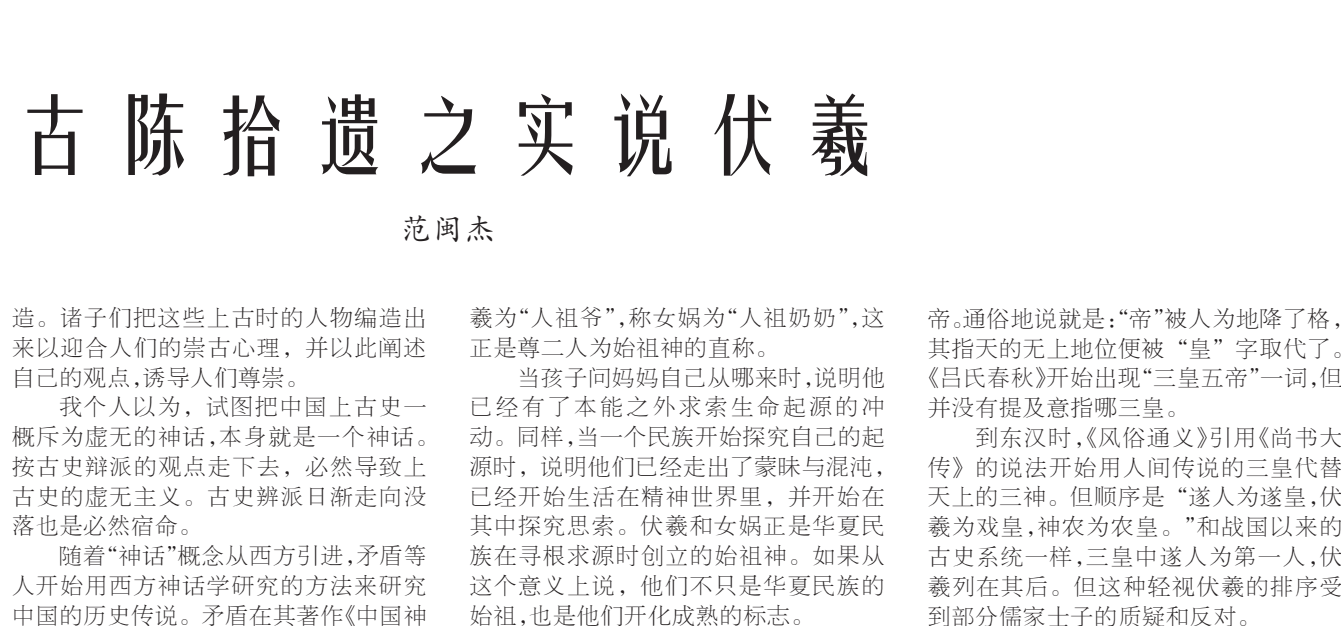 古陈拾遗之实说伏羲
范闽杰
造。诸子们把这些上古时的人物编造出
来以迎合人们的崇古心理，并以此阐述
自己的观点，诱导人们尊崇。
我个人以为，试图把中国上古史一
概斥为虚无的神话，本身就是一个神话。
按古史辩派的观点走下去，必然导致上
古史的虚无主义。古史辨派日渐走向没
落也是必然宿命。
随着“神话”概念从西方引进，矛盾等
人开始用西方神话学研究的方法来研究
中国的历史传说。矛盾在其著作《中国神
羲为“人祖爷”，称女娲为“人祖奶奶”，这
正是尊二人为始祖神的直称。
当孩子问妈妈自己从哪来时，说明他
已经有了本能之外求索生命起源的冲
动。同样，当一个民族开始探究自己的起
源时，说明他们已经走出了蒙昧与混沌，
已经开始生活在精神世界里，并开始在
其中探究思索。伏羲和女娲正是华夏民
族在寻根求源时创立的始祖神。如果从
这个意义上说，他们不只是华夏民族的
始祖，也是他们开化成熟的标志。
帝。通俗地说就是：“帝”被人为地降了格，
其指天的无上地位便被“皇”字取代了。
《吕氏春秋》开始出现“三皇五帝”一词，但
并没有提及意指哪三皇。
到东汉时，《风俗通义》引用《尚书大
传》的说法开始用人间传说的三皇代替
天上的三神。但顺序是“遂人为遂皇，伏
羲为戏皇，神农为农皇。”和战国以来的
古史系统一样，三皇中遂人为第一人，伏
羲列在其后。但这种轻视伏羲的排序受
到部分儒家士子的质疑和反对。